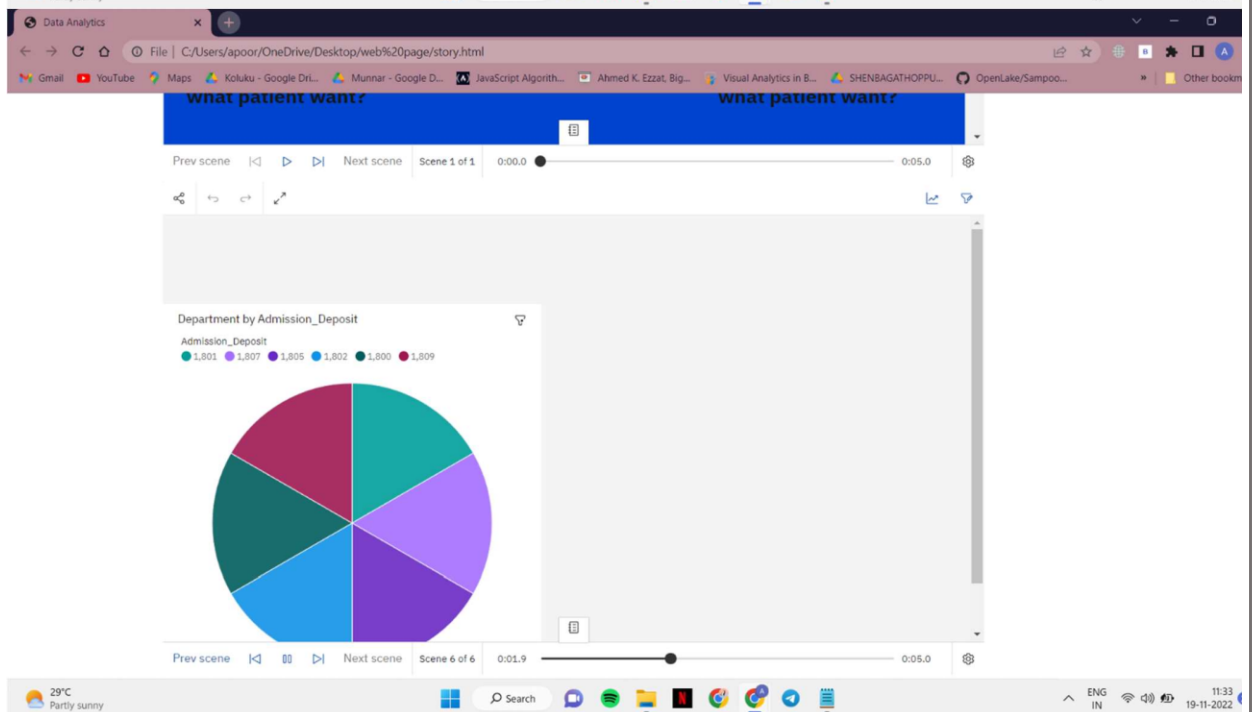 Data Analytics
File | C:/Users/apoor/OneDrive/Desktop/web%20page/story.html
Gmail YouTube Maps Koluku - Google Dri... Munnar - Google D... JavaScript Algorith... Ahmed K. Ezzat, Big... Visual Analytics in B... SHENBAGATHOPPU... OpenLake/Sampoo... » Other bookm
what patient want? what patient want?
Prev scene Next scene Scene 1 of 1 0:00.0 0:05.0
Department by Admission_Deposit
Admission_Deposit
1,801 1,807 1,805 1,802 1,800 1,809
Prev scene Next scene Scene 6 of 6 0:01.9 0:05.0
29°C
Partly sunny
Search
ENG
IN
11:33
19-11-2022